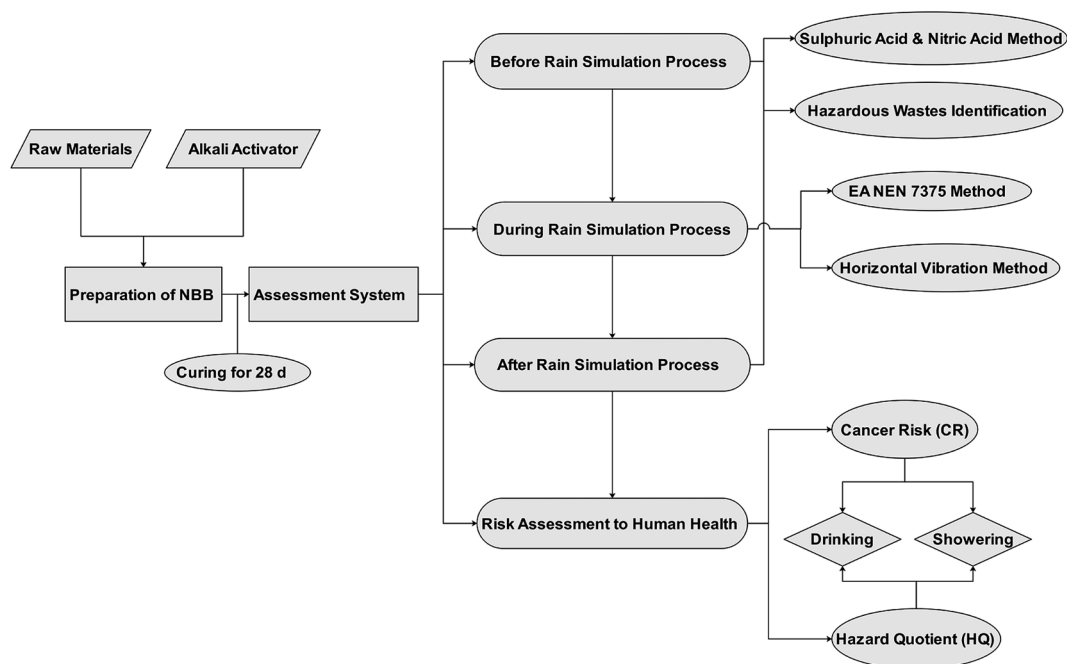 Raw Materials
Alkali Activator
Preparation of NBB
Curing for 28 d
Assessment System
Before Rain Simulation Process
During Rain Simulation Process
After Rain Simulation Process
Risk Assessment to Human Health
Sulphuric Acid & Nitric Acid Method
Hazardous Wastes Identification
EA NEN 7375 Method
Horizontal Vibration Method
Cancer Risk (CR)
Drinking
Showering
Hazard Quotient (HQ)